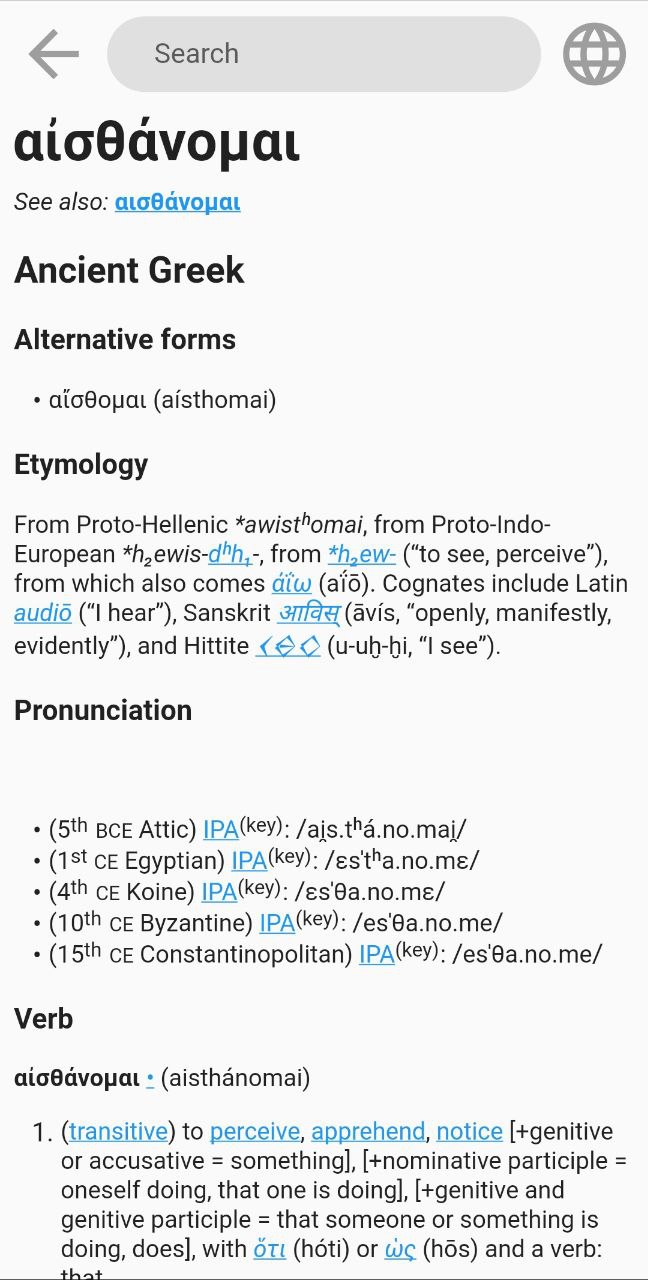 Search
αἰσθάνομαι
See also: αισθάνομαι
Ancient Greek
Alternative forms
• αἴσθομαι (aísthomai)
Etymology
From Proto-Hellenic *awistʰomai, from Proto-Indo-
European *h₂ewis-dʰh₁-, from *h₂ew- (“to see, perceive”),
from which also comes ἀΐω (aḯō). Cognates include Latin
audiō (“I hear”), Sanskrit आविस् (āvís, “openly, manifestly,
evidently”), and Hittite (u-uḫ-ḫi, “I see”).
Pronunciation
• (5th BCE Attic) IPA(key): /ai̯s.tʰá.no.mai̯/
• (1st CE Egyptian) IPA(key): /ɛsˈtʰa.no.mɛ/
• (4th CE Koine) IPA(key): /ɛsˈθa.no.mɛ/
• (10th CE Byzantine) IPA(key): /esˈθa.no.me/
• (15th CE Constantinopolitan) IPA(key): /esˈθa.no.me/
Verb
αἰσθάνομαι • (aisthánomai)
1. (transitive) to perceive, apprehend, notice [+genitive
or accusative = something], [+nominative participle =
oneself doing, that one is doing], [+genitive and
genitive participle = that someone or something is
doing, does], with ὅτι (hóti) or ὡς (hōs) and a verb:
that